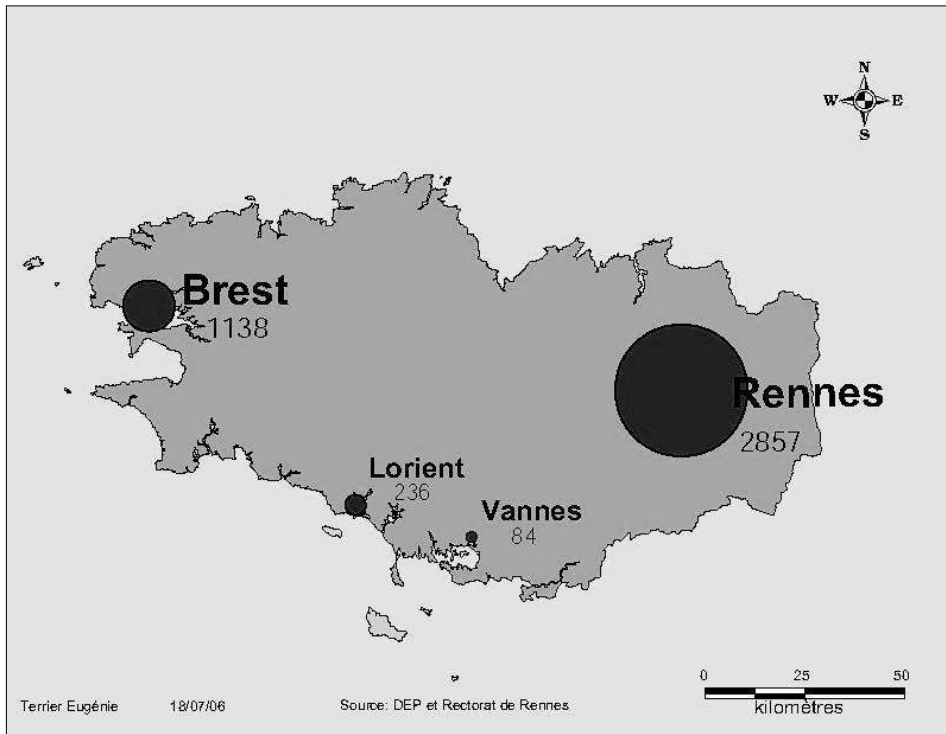 N
W E
S
Brest
1138
Rennes
2857
Lorient
236
Vannes
84
0 25 50
kilomètres
Terrier Eugénie 18/07/06 Source: DEP et Rectorat de Rennes